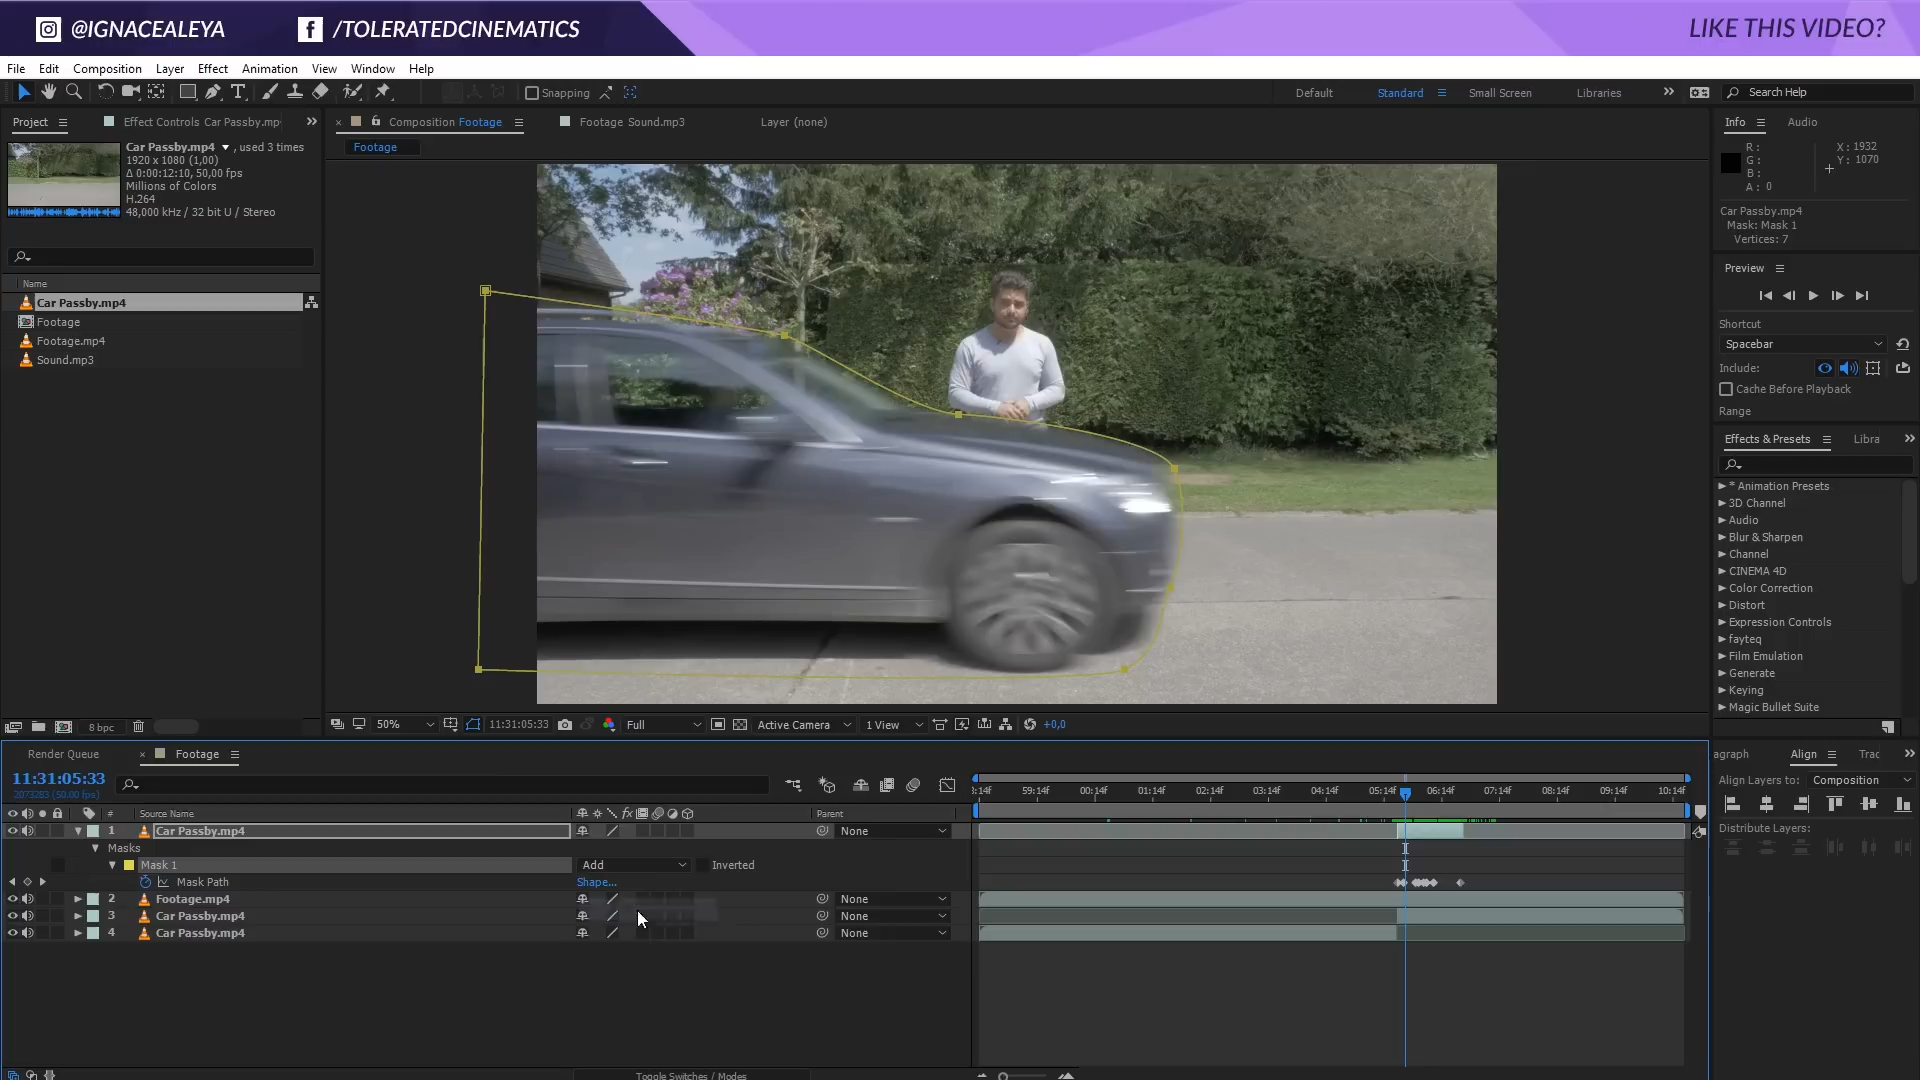 @IGNACEALEYA
/TOLERATEDCINEMATICS
LIKE THIS VIDEO?
File Edit Composition Layer Effect Animation View Window Help
Snapping
Default Standard Small Screen Libraries
Search Help
Project
Effect Controls Car Passby.mp
Composition Footage
Footage Sound.mp3
Layer (none)
Info
Audio
Footage
Car Passby.mp4 , used 3 times
1920 x 1080 (1,00)
Δ 0:00:12:10, 50,00 fps
Millions of Colors
H.264
48,000 kHz / 32 bit U / Stereo
R :
G :
B :
A : 0
X : 1932
Y : 1070
Car Passby.mp4
Mask: Mask 1
Vertices: 7
Name
Car Passby.mp4
Footage
Footage.mp4
Sound.mp3
Preview
Shortcut
Spacebar
Include:
Cache Before Playback
Range
Effects & Presets
Libra
* Animation Presets
3D Channel
Audio
Blur & Sharpen
Channel
CINEMA 4D
Color Correction
Distort
Expression Controls
fayteq
Film Emulation
Generate
Keying
Magic Bullet Suite
8 bpc
50%
11:31:05:33
Full
Active Camera
1 View
+0,0
Render Queue
Footage
11:31:05:33
2073283 (50.00 fps)
:14f 59:14f 00:14f 01:14f 02:14f 03:14f 04:14f 05:14f 06:14f 07:14f 08:14f 09:14f 10:14f
# Source Name Parent
1 Car Passby.mp4 None
Masks
Mask 1 Add Inverted
Mask Path Shape...
2 Footage.mp4 None
3 Car Passby.mp4 None
4 Car Passby.mp4 None
Toggle Switches / Modes
agraph
Align
Trac
Align Layers to: Composition
Distribute Layers: